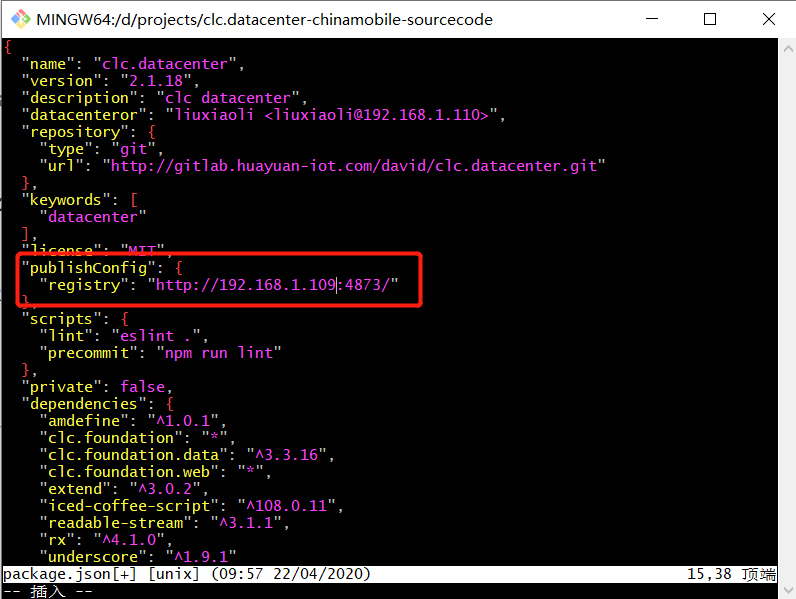 MINGW64:/d/projects/clc.datacenter-chinamobile-sourcecode
{
  "name": "clc.datacenter",
  "version": "2.1.18",
  "description": "clc datacenter",
  "datacenteror": "liuxiaoli <liuxiaoli@192.168.1.110>",
  "repository": {
    "type": "git",
    "url": "http://gitlab.huayuan-iot.com/david/clc.datacenter.git"
  },
  "keywords": [
    "datacenter"
  ],
  "license": "MIT",
  "publishConfig": {
    "registry": "http://192.168.1.109:4873/"
  },
  "scripts": {
    "lint": "eslint .",
    "precommit": "npm run lint"
  },
  "private": false,
  "dependencies": {
    "amdefine": "^1.0.1",
    "clc.foundation": "*",
    "clc.foundation.data": "^3.3.16",
    "clc.foundation.web": "*",
    "extend": "^3.0.2",
    "iced-coffee-script": "^108.0.11",
    "readable-stream": "^3.1.1",
    "rx": "^4.1.0",
    "underscore": "^1.9.1"
package.json[+] [unix] (09:57 22/04/2020) 15,38 顶端
-- 插入 --